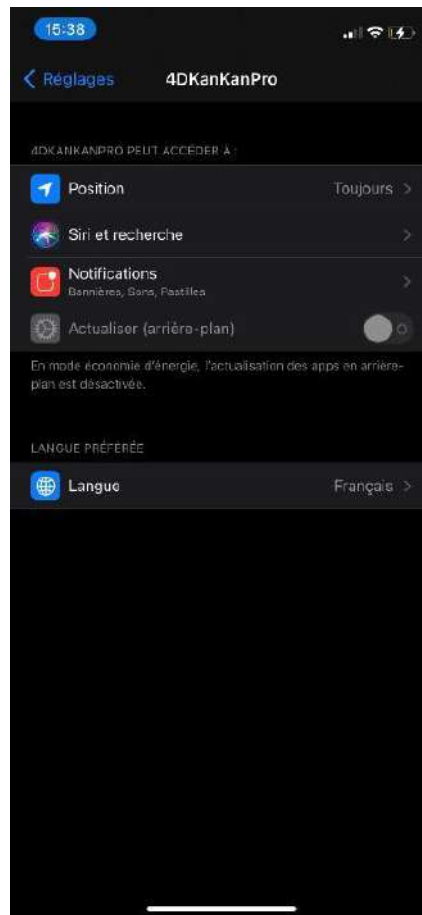 15:38
Réglages
4DKanKanPro
4DKANKANPRO PEUT ACCÉDER À :
Position
Toujours
Siri et recherche
Notifications
Bannières, Sons, Pastilles
Actualiser (arrière-plan)
En mode économie d'énergie, l'actualisation des apps en arrière-
plan est désactivée.
LANGUE PRÉFÉRÉE
Langue
Français